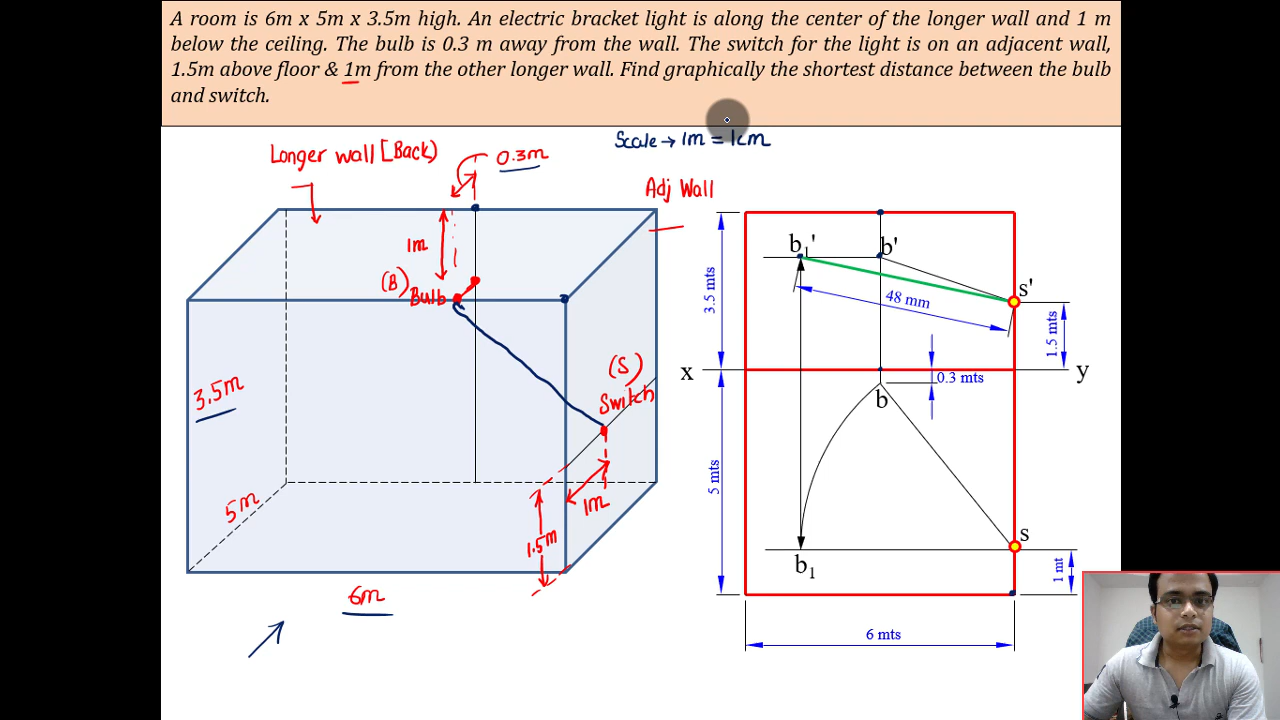 A room is 6m x 5m x 3.5m high. An electric bracket light is along the center of the longer wall and 1 m
below the ceiling. The bulb is 0.3 m away from the wall. The switch for the light is on an adjacent wall,
1.5m above floor & 1m from the other longer wall. Find graphically the shortest distance between the bulb
and switch.
Scale → 1m = 1cm
Longer wall [Back)
0.3m
Adj Wall
1m
(B)
Bulb
(S)
Switch
3.5m
5m
1m
1.5m
6m
b₁'
b'
s'
48 mm
3.5 mts
1.5 mts
x
y
0.3 mts
b
5 mts
s
b₁
1 mt
6 mts